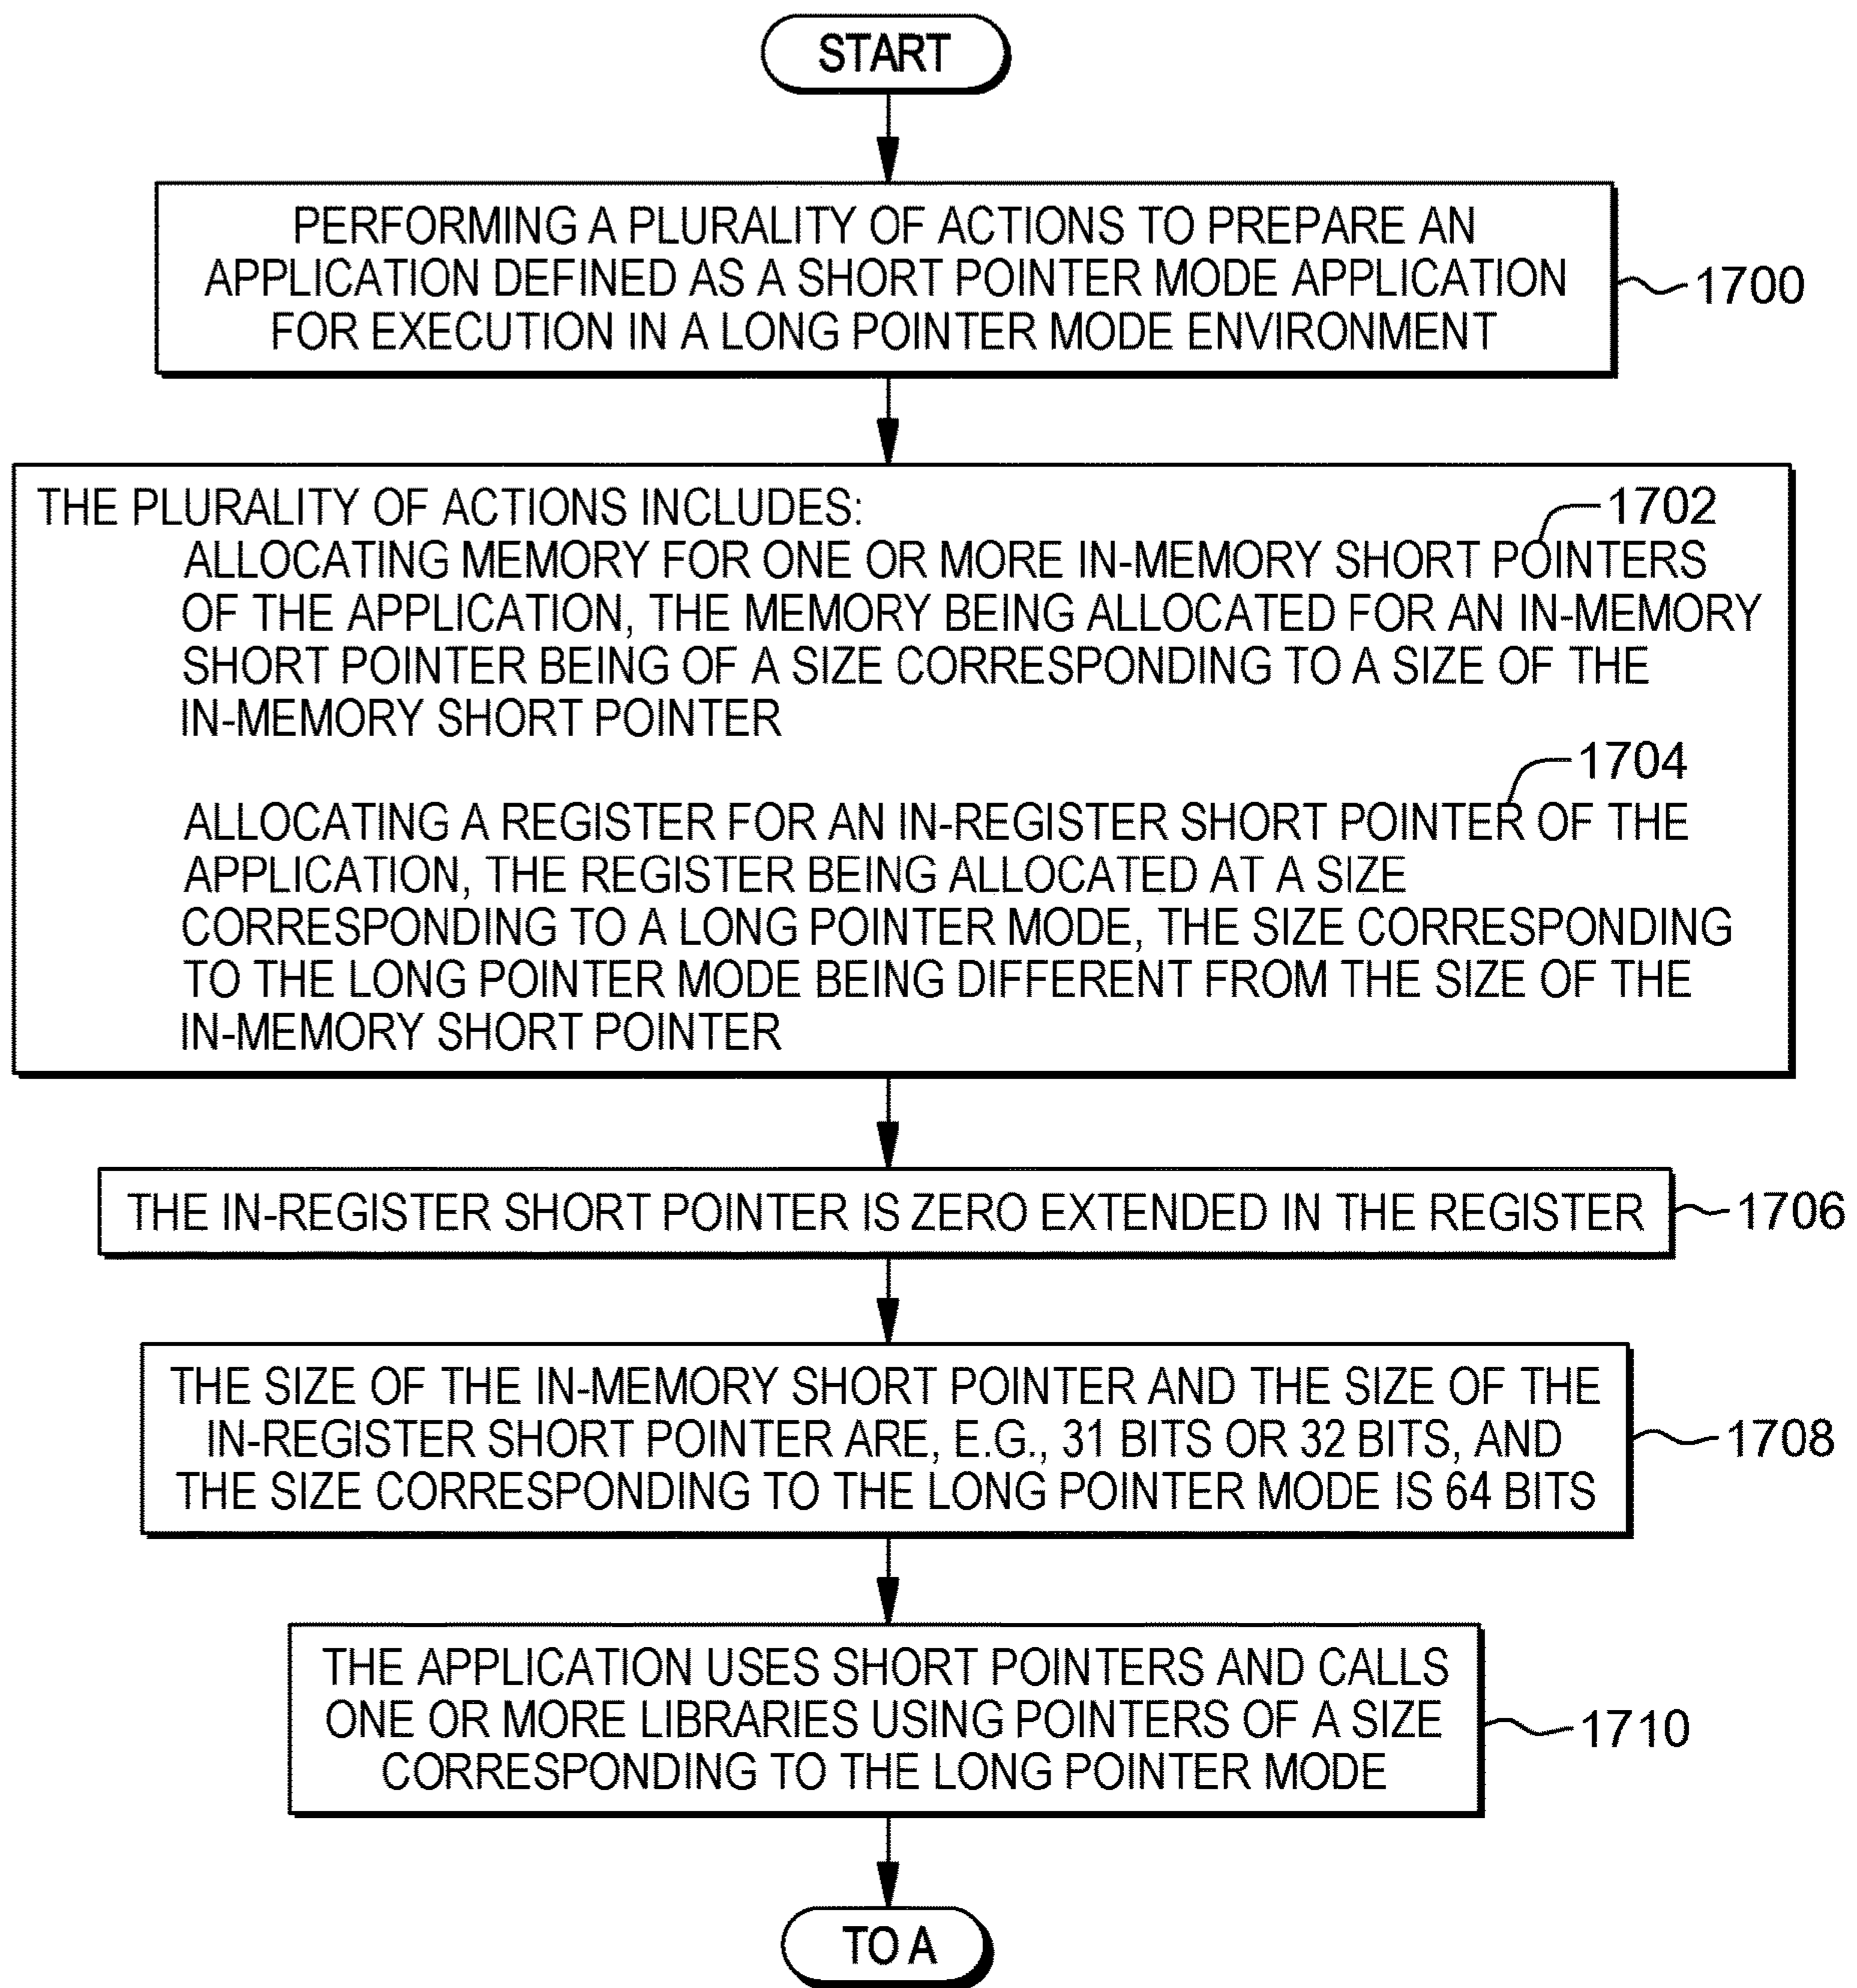 START
PERFORMING A PLURALITY OF ACTIONS TO PREPARE AN
APPLICATION DEFINED AS A SHORT POINTER MODE APPLICATION
FOR EXECUTION IN A LONG POINTER MODE ENVIRONMENT
1700
THE PLURALITY OF ACTIONS INCLUDES:
1702
ALLOCATING MEMORY FOR ONE OR MORE IN-MEMORY SHORT POINTERS
OF THE APPLICATION, THE MEMORY BEING ALLOCATED FOR AN IN-MEMORY
SHORT POINTER BEING OF A SIZE CORRESPONDING TO A SIZE OF THE
IN-MEMORY SHORT POINTER
1704
ALLOCATING A REGISTER FOR AN IN-REGISTER SHORT POINTER OF THE
APPLICATION, THE REGISTER BEING ALLOCATED AT A SIZE
CORRESPONDING TO A LONG POINTER MODE, THE SIZE CORRESPONDING
TO THE LONG POINTER MODE BEING DIFFERENT FROM THE SIZE OF THE
IN-MEMORY SHORT POINTER
THE IN-REGISTER SHORT POINTER IS ZERO EXTENDED IN THE REGISTER
1706
THE SIZE OF THE IN-MEMORY SHORT POINTER AND THE SIZE OF THE
IN-REGISTER SHORT POINTER ARE, E.G., 31 BITS OR 32 BITS, AND
THE SIZE CORRESPONDING TO THE LONG POINTER MODE IS 64 BITS
1708
THE APPLICATION USES SHORT POINTERS AND CALLS
ONE OR MORE LIBRARIES USING POINTERS OF A SIZE
CORRESPONDING TO THE LONG POINTER MODE
1710
TO A